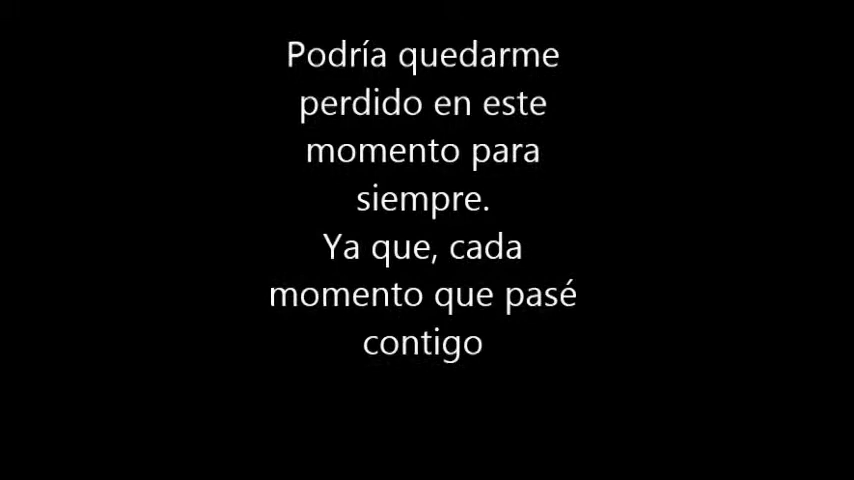 Podría quedarme
perdido en este
momento para
siempre.
Ya que, cada
momento que pasé
contigo